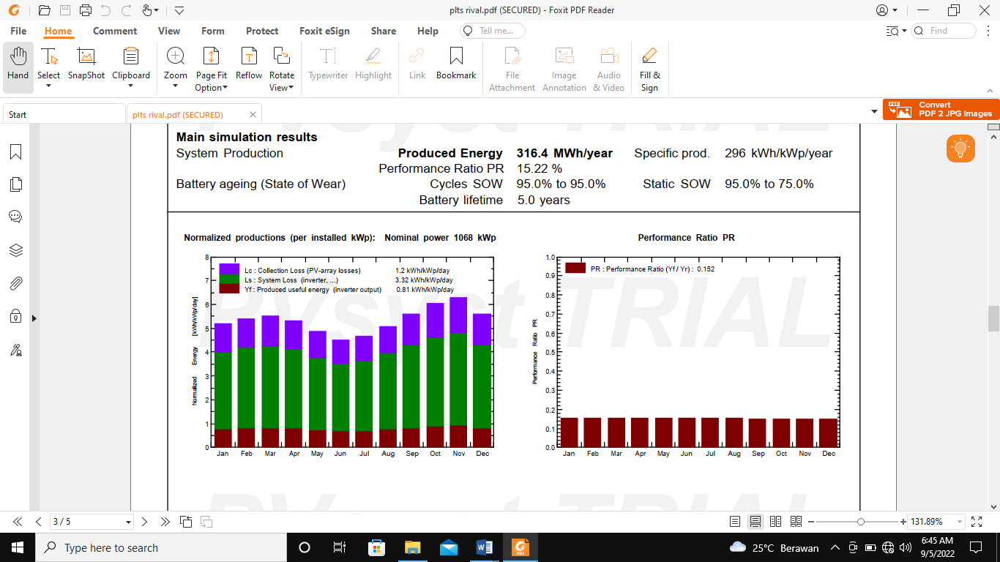 plts rival.pdf (SECURED) - Foxit PDF Reader
File Home Comment View Form Protect Foxit eSign Share Help Tell me... Find
Hand Select SnapShot Clipboard Zoom Page Fit Option Reflow Rotate View Typewriter Highlight Link Bookmark File Attachment Image Annotation Audio & Video Fill & Sign
Start
plts rival.pdf (SECURED)
PDF
Convert
PDF 2 JPG Images
PVsyst TRIAL
Main simulation results
System Production Produced Energy 316.4 MWh/year Specific prod. 296 kWh/kWp/year
Performance Ratio PR 15.22 %
Battery ageing (State of Wear) Cycles SOW 95.0% to 95.0% Static SOW 95.0% to 75.0%
Battery lifetime 5.0 years
Normalized productions (per installed kWp): Nominal power 1068 kWp
Lc : Collection Loss (PV-array losses) 1.2 kWh/kWp/day
Ls : System Loss (inverter, ...) 3.32 kWh/kWp/day
Yf : Produced useful energy (inverter output) 0.81 kWh/kWp/day
Normalized Energy [kWh/kWp/day]
8
7
6
5
4
3
2
1
0
Jan Feb Mar Apr May Jun Jul Aug Sep Oct Nov Dec
Performance Ratio PR
PR : Performance Ratio (Yf / Yr) : 0.152
Performance Ratio PR
1.0
0.9
0.8
0.7
0.6
0.5
0.4
0.3
0.2
0.1
0.0
Jan Feb Mar Apr May Jun Jul Aug Sep Oct Nov Dec
PVsyst TRIAL
PVsyst TRIAL
3 / 5
131.89%
Type here to search
PDF
25°C Berawan
6:45 AM
9/5/2022